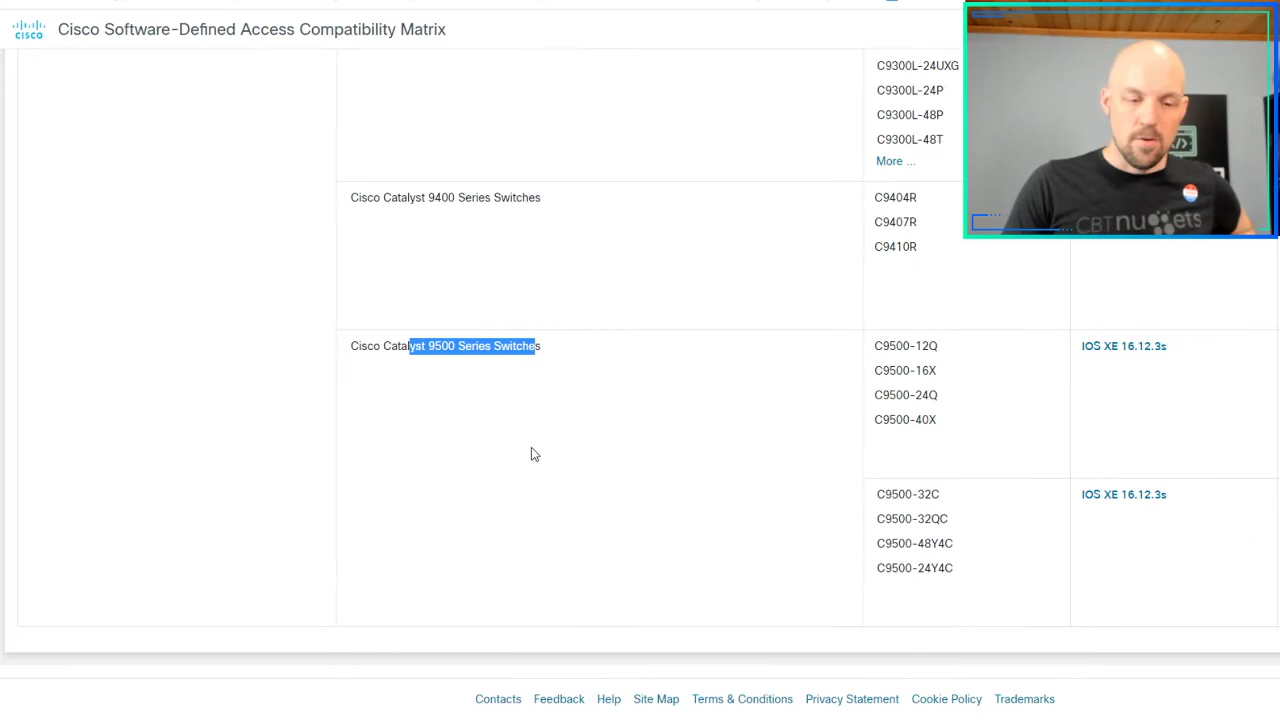 cisco
Cisco Software-Defined Access Compatibility Matrix
C9300L-24UXG
C9300L-24P
C9300L-48P
C9300L-48T
More ...
Cisco Catalyst 9400 Series Switches
C9404R
C9407R
C9410R
CBTnuggets
Cisco Catalyst 9500 Series Switches
C9500-12Q
IOS XE 16.12.3s
C9500-16X
C9500-24Q
C9500-40X
C9500-32C
IOS XE 16.12.3s
C9500-32QC
C9500-48Y4C
C9500-24Y4C
Contacts Feedback Help Site Map Terms & Conditions Privacy Statement Cookie Policy Trademarks